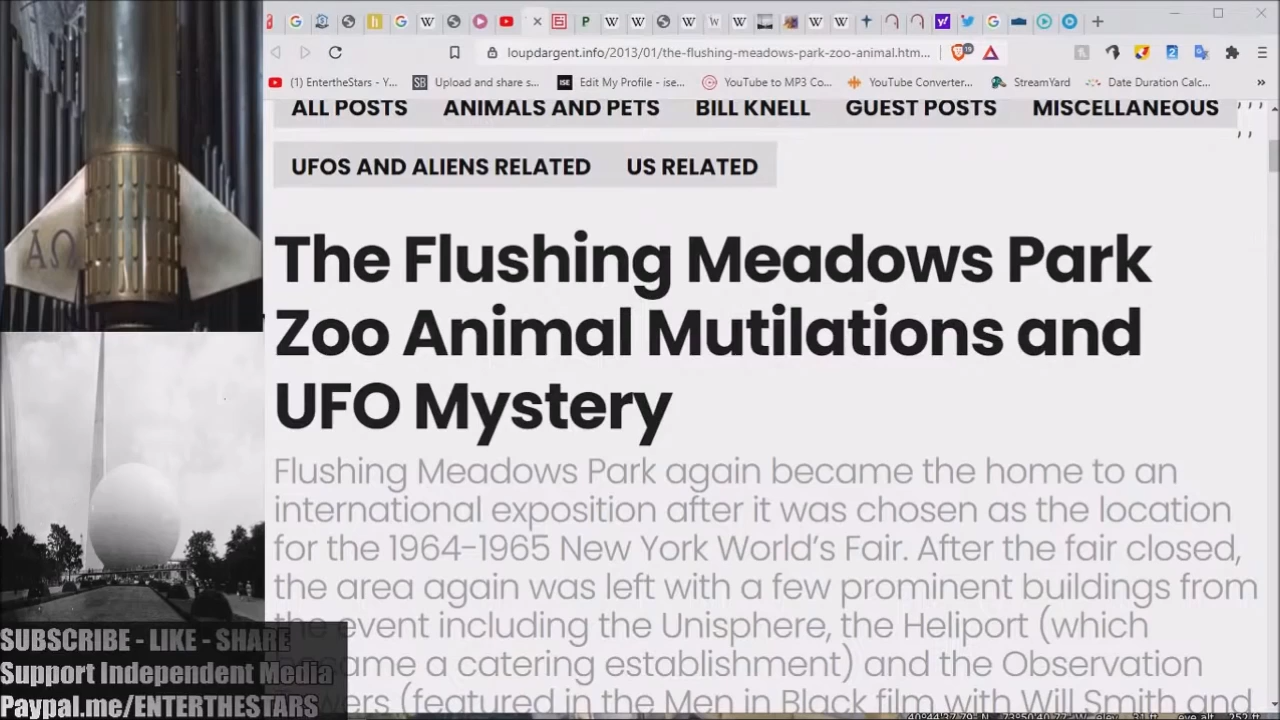 loupdargent.info/2013/01/the-flushing-meadows-park-zoo-animal.htm...
(1) EntertheStars - Y... Upload and share s... Edit My Profile - ise... YouTube to MP3 Co... YouTube Converter... StreamYard Date Duration Calc... »
ALL POSTS ANIMALS AND PETS BILL KNELL GUEST POSTS MISCELLANEOUS
UFOS AND ALIENS RELATED US RELATED
The Flushing Meadows Park
Zoo Animal Mutilations and
UFO Mystery
Flushing Meadows Park again became the home to an
international exposition after it was chosen as the location
for the 1964-1965 New York World's Fair. After the fair closed,
the area again was left with a few prominent buildings from
the event including the Unisphere, the Heliport (which
a catering establishment) and the Observation
(featured in the Men in Black film with Will Smith and
ΑΩ
SUBSCRIBE - LIKE - SHARE
Support Independent Media
Paypal.me/ENTERTHESTARS